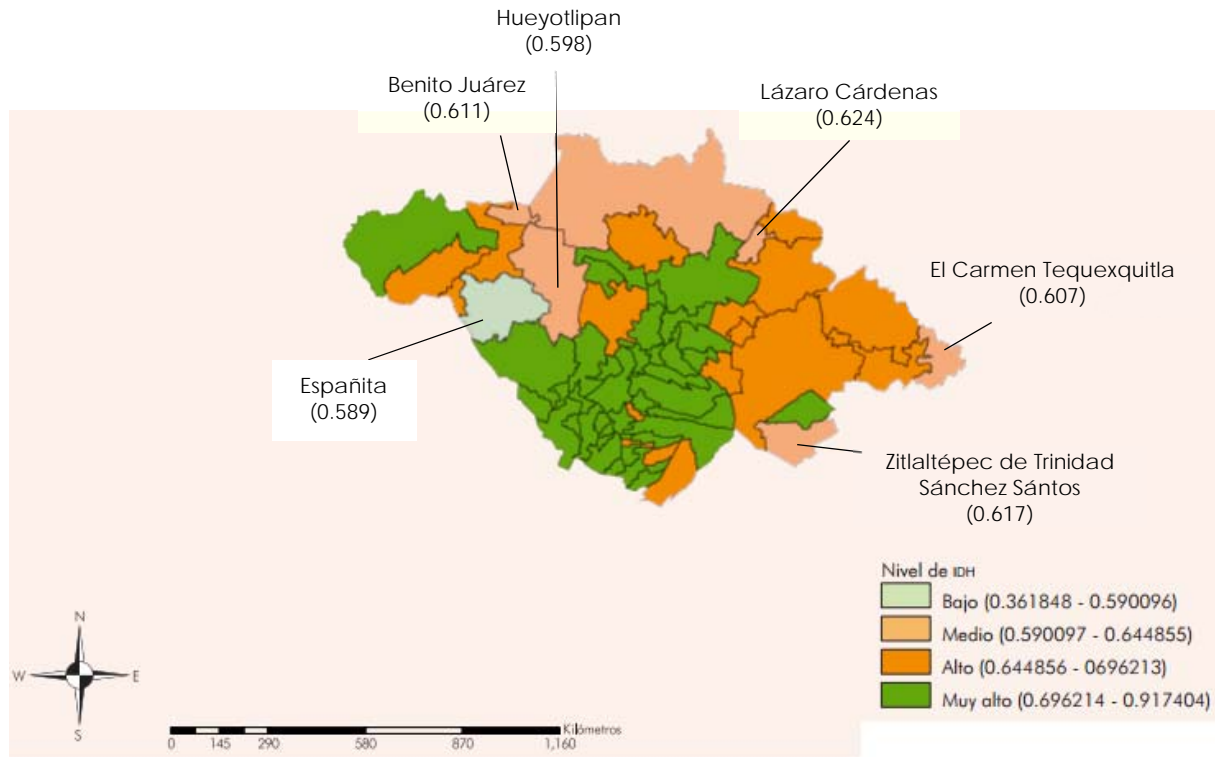 Hueyotlipan
(0.598)
Benito Juárez
(0.611)
Lázaro Cárdenas
(0.624)
El Carmen Tequexquitla
(0.607)
Españita
(0.589)
Zitlaltépec de Trinidad
Sánchez Sántos
(0.617)
Nivel de IDH
Bajo (0.361848 - 0.590096)
Medio (0.590097 - 0.644855)
Alto (0.644856 - 0696213)
Muy alto (0.696214 - 0.917404)
N
W E
S
Kilómetros
0 145 290 580 870 1,160